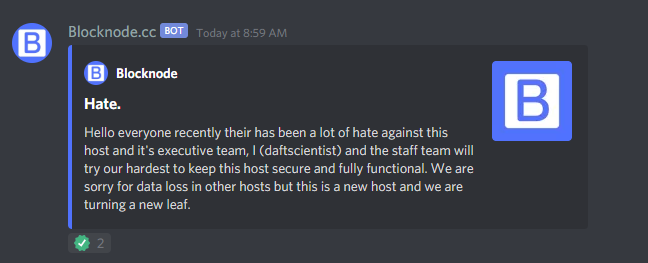 B Blocknode.cc BOT Today at 8:59 AM
B Blocknode
B
Hate.
Hello everyone recently their has been a lot of hate against this
host and it's executive team, I (daftscientist) and the staff team will
try our hardest to keep this host secure and fully functional. We are
sorry for data loss in other hosts but this is a new host and we are
turning a new leaf.
2